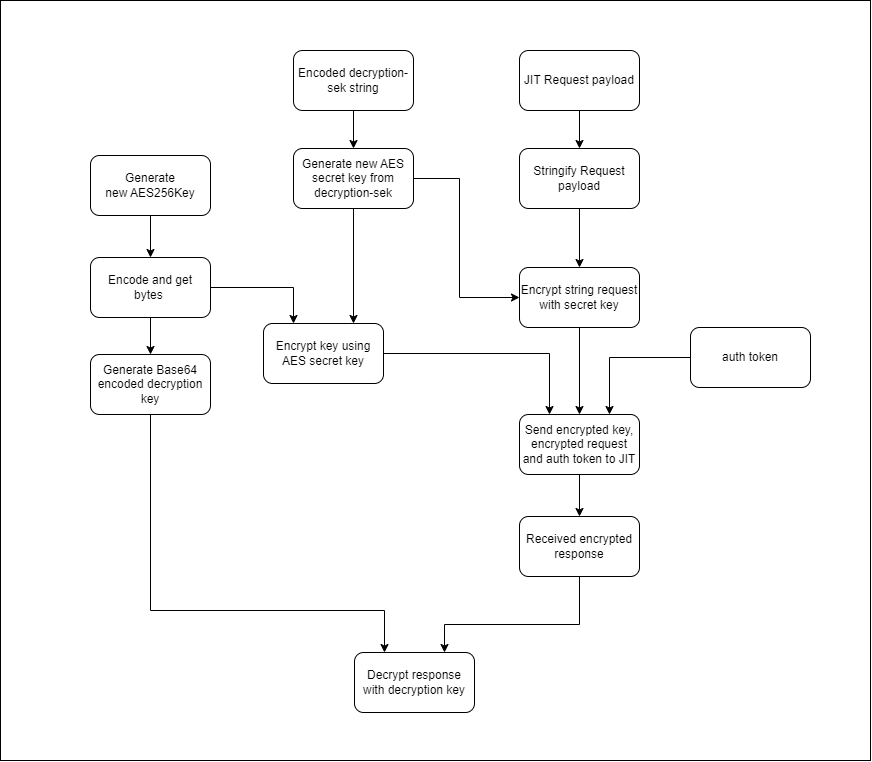 Encoded decryption-
sek string
JIT Request payload
Generate new AES
secret key from
decryption-sek
Stringify Request
payload
Generate
new AES256Key
Encode and get
bytes
Encrypt string request
with secret key
Encrypt key using
AES secret key
auth token
Generate Base64
encoded decryption
key
Send encrypted key,
encrypted request
and auth token to JIT
Received encrypted
response
Decrypt response
with decryption key